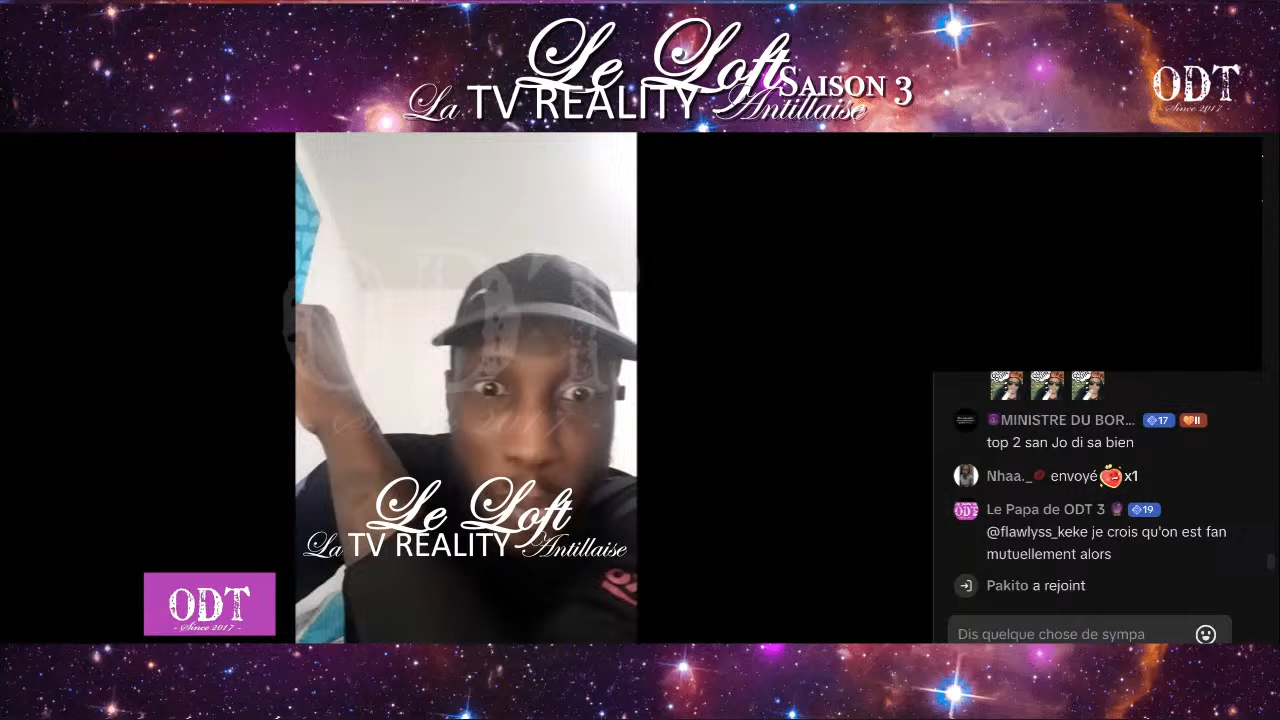 Le Loft
Saison 3
La TV REALITY Antillaise
ODT
Since 2017
ODT
MINISTRE DU BOR... 17 II
top 2 san Jo di sa bien
Nhaa._ envoyé x1
Le Papa de ODT 3 19
@flawlyss_keke je crois qu'on est fan
mutuellement alors
Pakito a rejoint
Le Loft
La TV REALITY Antillaise
ODT
- Since 2017 -
Dis quelque chose de sympa